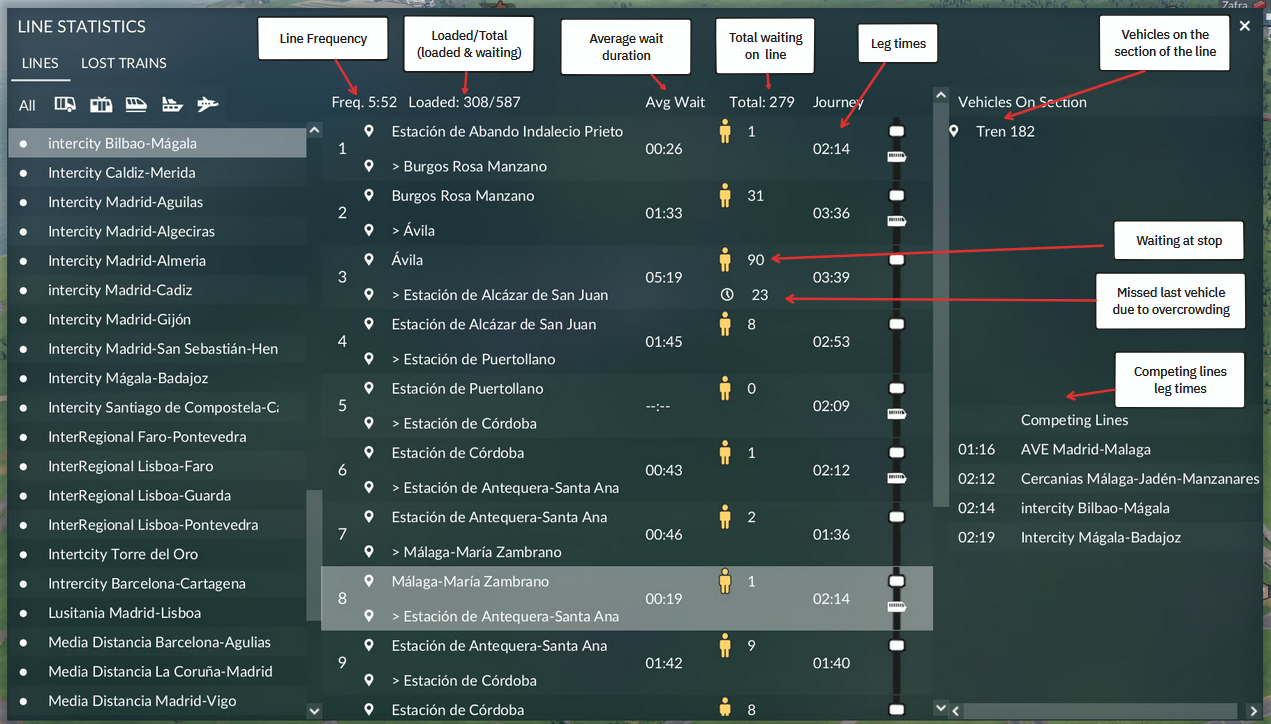 Zafra
LINE STATISTICS
LINES LOST TRAINS
All
intercity Bilbao-Mágala
Intercity Caldiz-Merida
Intercity Madrid-Aguilas
Intercity Madrid-Algeciras
Intercity Madrid-Almeria
intercity Madrid-Cadiz
Intercity Madrid-Gijón
Intercity Madrid-San Sebastián-Hen
Intercity Mágala-Badajoz
Intercity Santiago de Compostela-Ca
InterRegional Faro-Pontevedra
InterRegional Lisboa-Faro
InterRegional Lisboa-Guarda
InterRegional Lisboa-Pontevedra
Intertcity Torre del Oro
Intrercity Barcelona-Cartagena
Lusitania Madrid-Lisboa
Media Distancia Barcelona-Agulias
Media Distancia La Coruña-Madrid
Media Distancia Madrid-Vigo
Line Frequency
Loaded/Total
(loaded & waiting)
Average wait
duration
Total waiting
on line
Leg times
Vehicles on the
section of the line
Freq. 5:52 Loaded: 308/587 Avg Wait Total: 279 Journey
1 Estación de Abando Indalecio Prieto 1
00:26 02:14
> Burgos Rosa Manzano
2 Burgos Rosa Manzano 31
01:33 03:36
> Ávila
3 Ávila 90
05:19 03:39
> Estación de Alcázar de San Juan 23
4 Estación de Alcázar de San Juan 8
01:45 02:53
> Estación de Puertollano
5 Estación de Puertollano 0
--:-- 02:09
> Estación de Córdoba
6 Estación de Córdoba 1
00:43 02:12
> Estación de Antequera-Santa Ana
7 Estación de Antequera-Santa Ana 2
00:46 01:36
> Málaga-María Zambrano
8 Málaga-María Zambrano 1
00:19 02:14
> Estación de Antequera-Santa Ana
9 Estación de Antequera-Santa Ana 9
01:42 01:40
> Estación de Córdoba
Estación de Córdoba 8
Vehicles On Section
Tren 182
Waiting at stop
Missed last vehicle
due to overcrowding
Competing lines
leg times
Competing Lines
01:16 AVE Madrid-Malaga
02:12 Cercanias Málaga-Jadén-Manzanares
02:14 intercity Bilbao-Mágala
02:19 Intercity Mágala-Badajoz